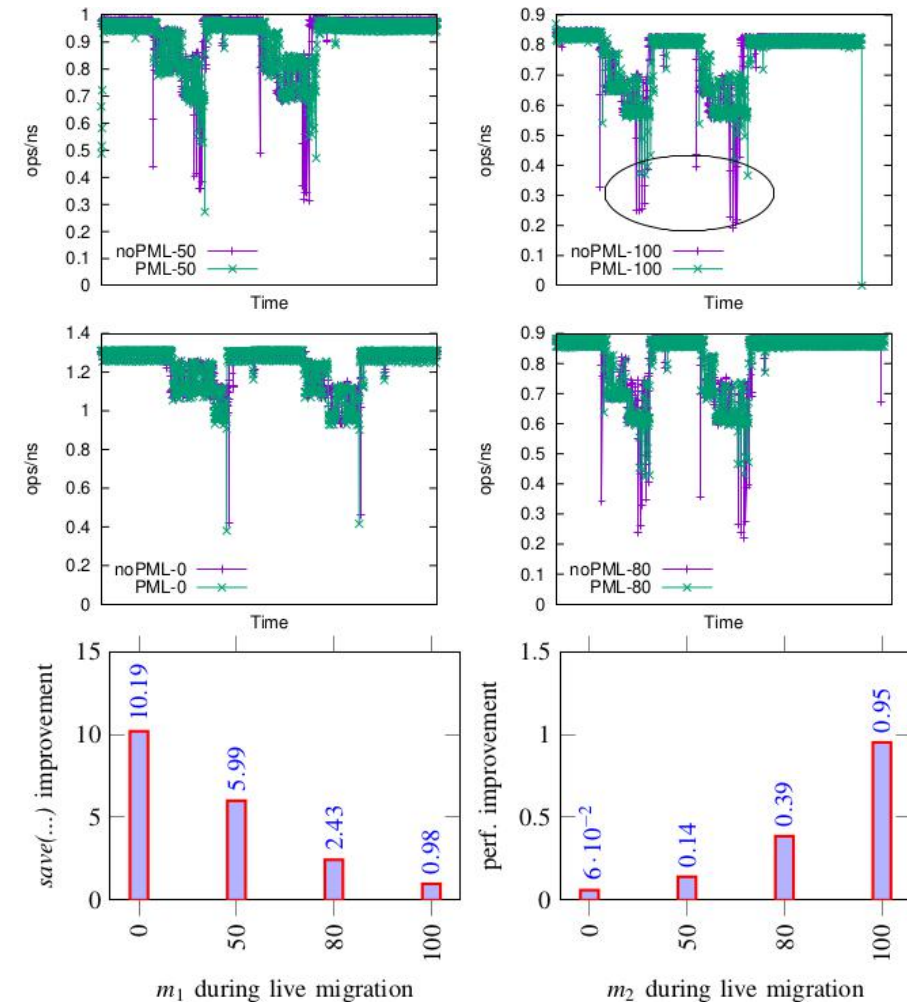 1
0.9
0.8
0.7
0.6
0.5
0.4
0.3
0.2
0.1
0
ops/ns
noPML-50
PML-50
Time
0.9
0.8
0.7
0.6
0.5
0.4
0.3
0.2
0.1
0
ops/ns
noPML-100
PML-100
Time
1.4
1.2
1
0.8
0.6
0.4
0.2
0
ops/ns
noPML-0
PML-0
Time
0.9
0.8
0.7
0.6
0.5
0.4
0.3
0.2
0.1
0
ops/ns
noPML-80
PML-80
Time
15
10
5
0
save(...) improvement
10.19
5.99
2.43
0.98
0 50 80 100
m₁ during live migration
1.5
1
0.5
0
perf. improvement
6 · 10⁻²
0.14
0.39
0.95
0 50 80 100
m₂ during live migration